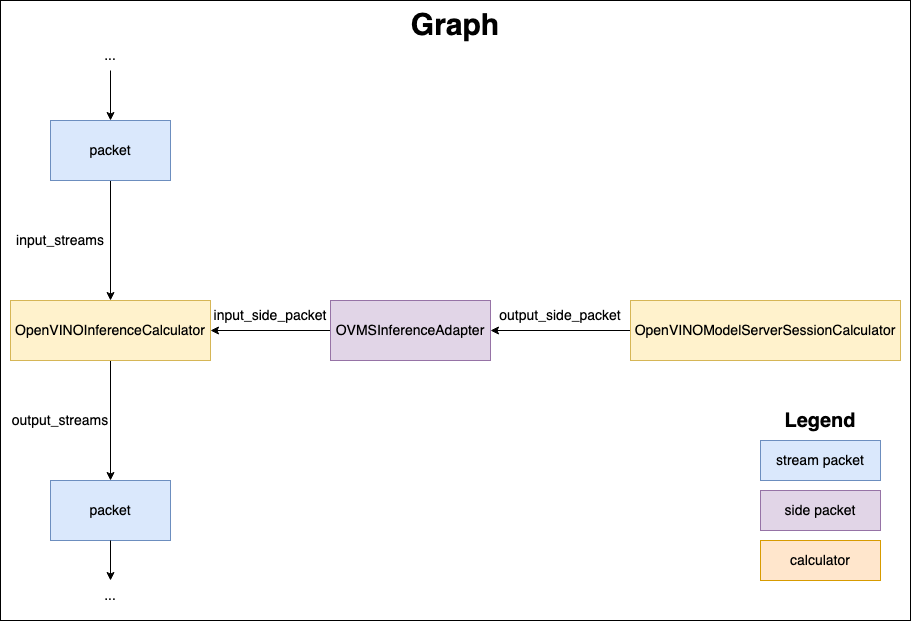 Graph
...
packet
input_streams
OpenVINOInferenceCalculator
input_side_packet
OVMSInferenceAdapter
output_side_packet
OpenVINOModelServerSessionCalculator
output_streams
packet
...
Legend
stream packet
side packet
calculator